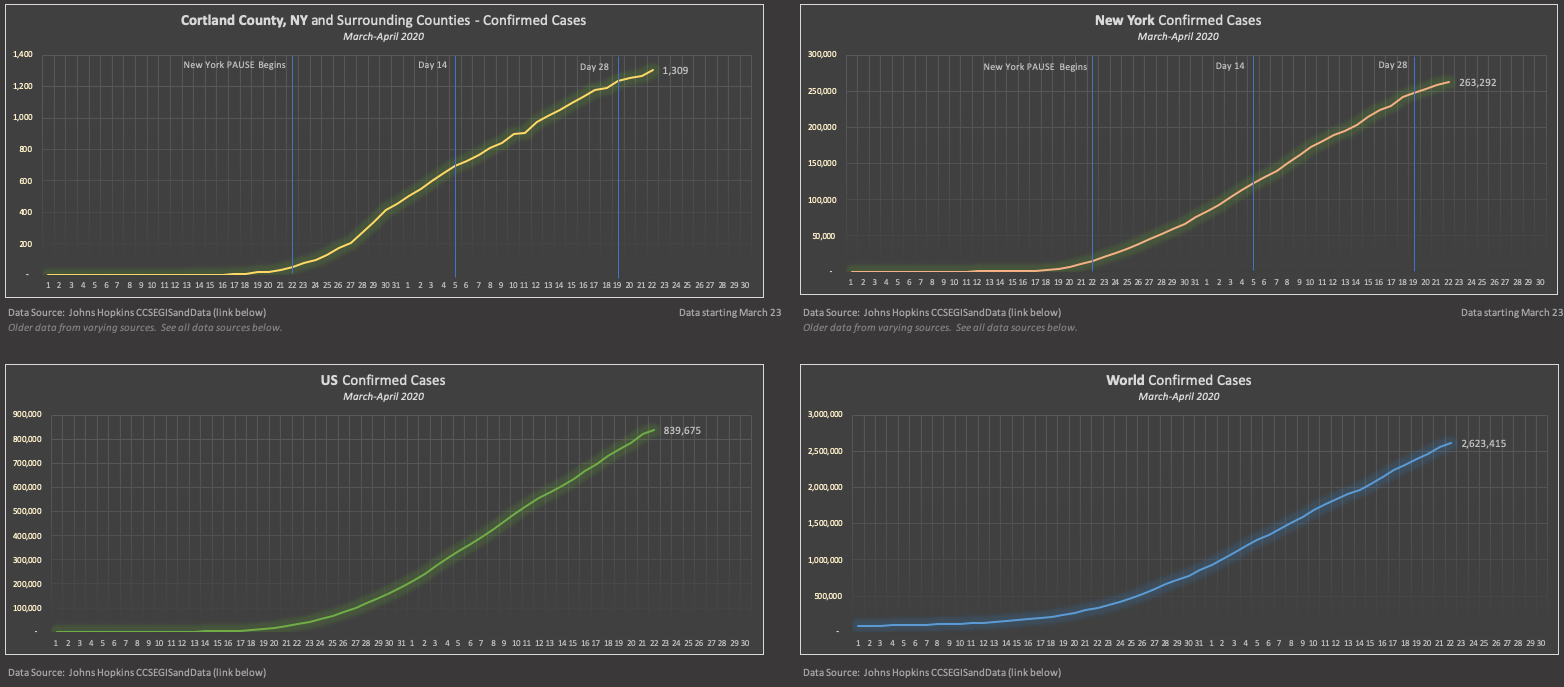 Cortland County, NY and Surrounding Counties - Confirmed Cases
March-April 2020
1,400
1,200
1,000
800
600
400
200
-
New York PAUSE Begins
Day 14
Day 28
1,309
1 2 3 4 5 6 7 8 9 10 11 12 13 14 15 16 17 18 19 20 21 22 23 24 25 26 27 28 29 30 31 1 2 3 4 5 6 7 8 9 10 11 12 13 14 15 16 17 18 19 20 21 22 23 24 25 26 27 28 29 30
Data Source: Johns Hopkins CCSEGISandData (link below)
Data starting March 23
Older data from varying sources. See all data sources below.
New York Confirmed Cases
March-April 2020
300,000
250,000
200,000
150,000
100,000
50,000
-
New York PAUSE Begins
Day 14
Day 28
263,292
1 2 3 4 5 6 7 8 9 10 11 12 13 14 15 16 17 18 19 20 21 22 23 24 25 26 27 28 29 30 31 1 2 3 4 5 6 7 8 9 10 11 12 13 14 15 16 17 18 19 20 21 22 23 24 25 26 27 28 29 30
Data Source: Johns Hopkins CCSEGISandData (link below)
Data starting March 23
Older data from varying sources. See all data sources below.
US Confirmed Cases
March-April 2020
900,000
800,000
700,000
600,000
500,000
400,000
300,000
200,000
100,000
-
839,675
1 2 3 4 5 6 7 8 9 10 11 12 13 14 15 16 17 18 19 20 21 22 23 24 25 26 27 28 29 30 31 1 2 3 4 5 6 7 8 9 10 11 12 13 14 15 16 17 18 19 20 21 22 23 24 25 26 27 28 29 30
Data Source: Johns Hopkins CCSEGISandData (link below)
World Confirmed Cases
March-April 2020
3,000,000
2,500,000
2,000,000
1,500,000
1,000,000
500,000
-
2,623,415
1 2 3 4 5 6 7 8 9 10 11 12 13 14 15 16 17 18 19 20 21 22 23 24 25 26 27 28 29 30 31 1 2 3 4 5 6 7 8 9 10 11 12 13 14 15 16 17 18 19 20 21 22 23 24 25 26 27 28 29 30
Data Source: Johns Hopkins CCSEGISandData (link below)